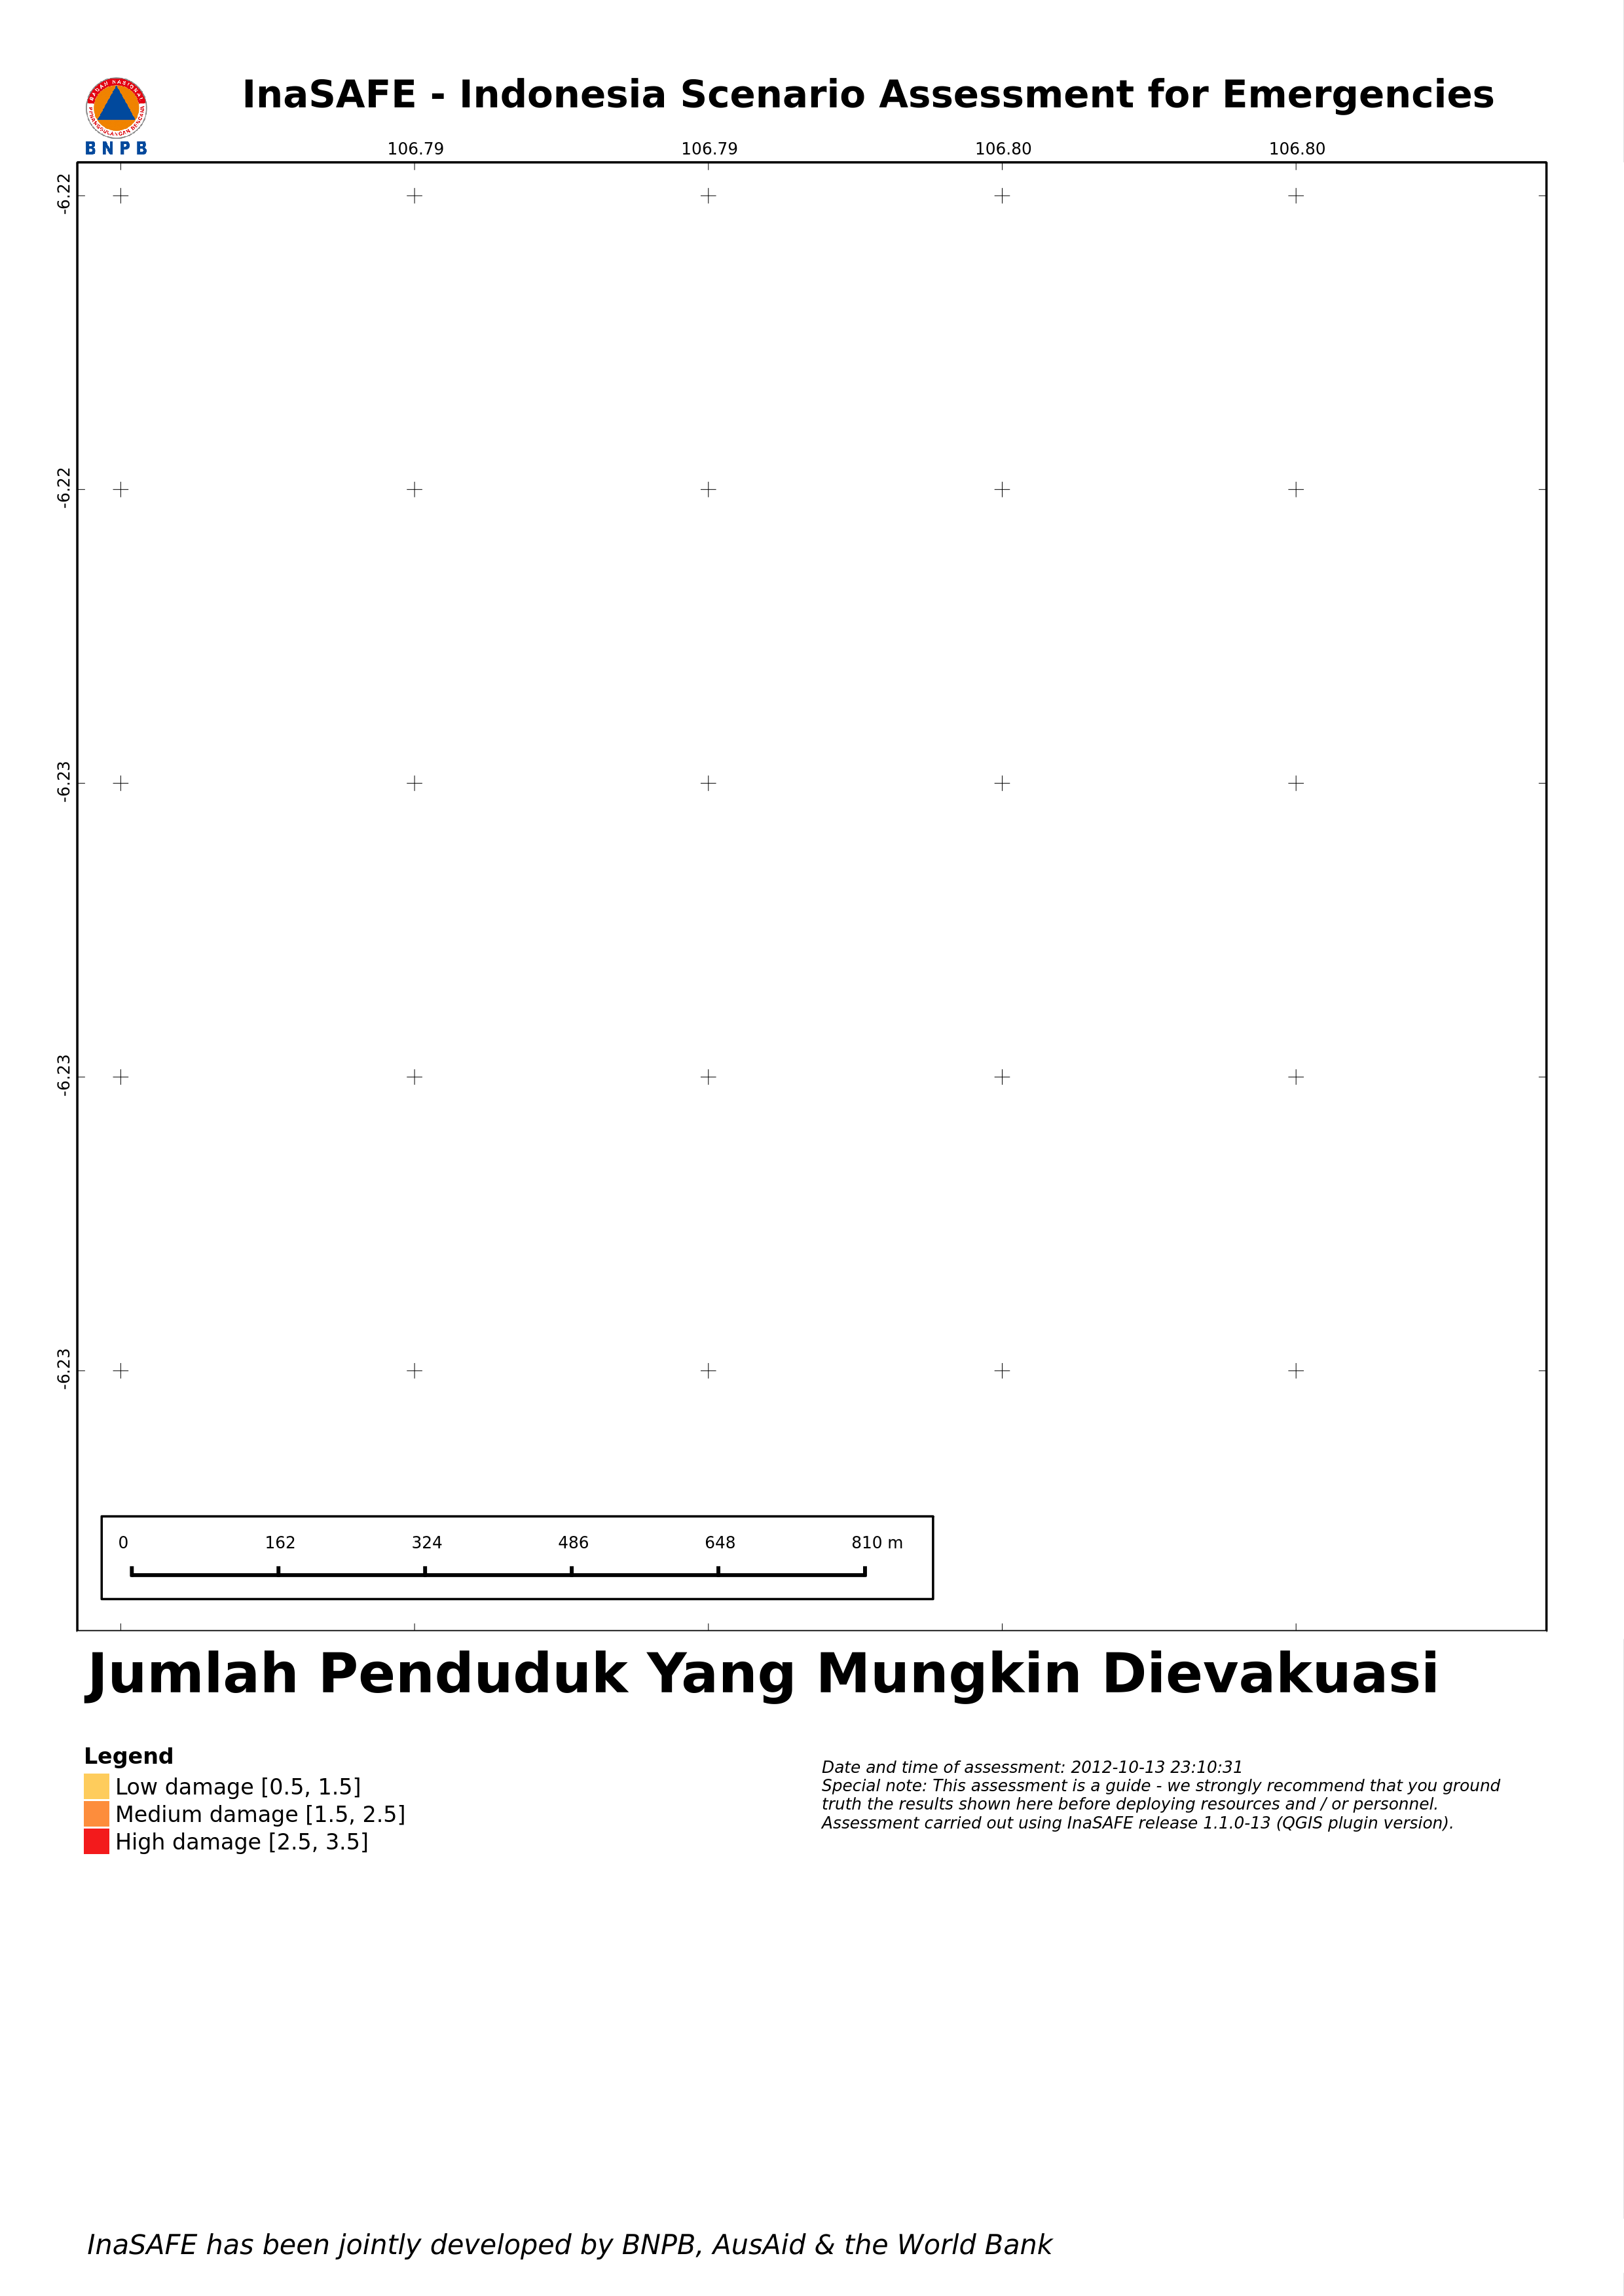 BADAN NASIONAL
PENANGGULANGAN BENCANA
BNPB
InaSAFE - Indonesia Scenario Assessment for Emergencies
106.79 106.79 106.80 106.80
-6.22
-6.22
-6.23
-6.23
-6.23
0 162 324 486 648 810 m
Jumlah Penduduk Yang Mungkin Dievakuasi
Legend
Low damage [0.5, 1.5]
Medium damage [1.5, 2.5]
High damage [2.5, 3.5]
Date and time of assessment: 2012-10-13 23:10:31
Special note: This assessment is a guide - we strongly recommend that you ground
truth the results shown here before deploying resources and / or personnel.
Assessment carried out using InaSAFE release 1.1.0-13 (QGIS plugin version).
InaSAFE has been jointly developed by BNPB, AusAid & the World Bank